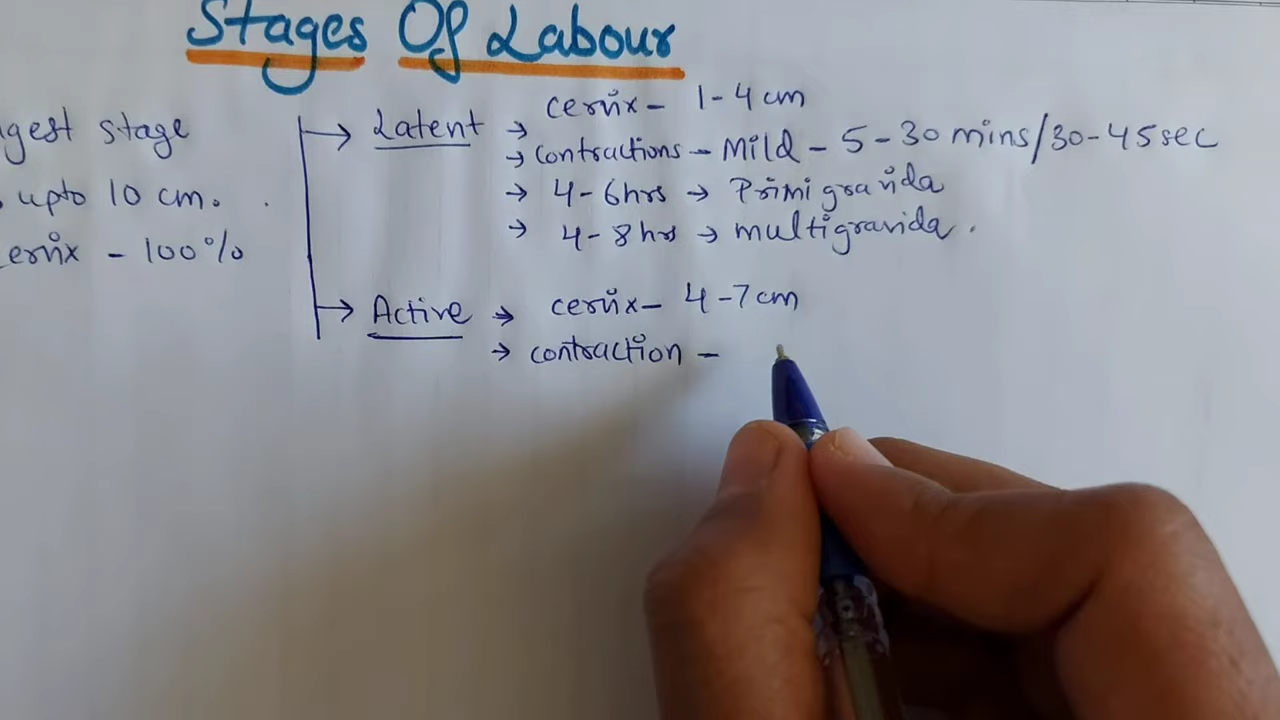 Stages Of Labour
gest stage
upto 10 cm.
ervix - 100%
→ Latent → cervix - 1-4 cm
→ contractions - Mild - 5-30 mins/30-45 sec
→ 4-6 hrs → Primigravida
→ 4-8 hrs → multigravida.
→ Active → cervix - 4-7 cm
→ contraction -